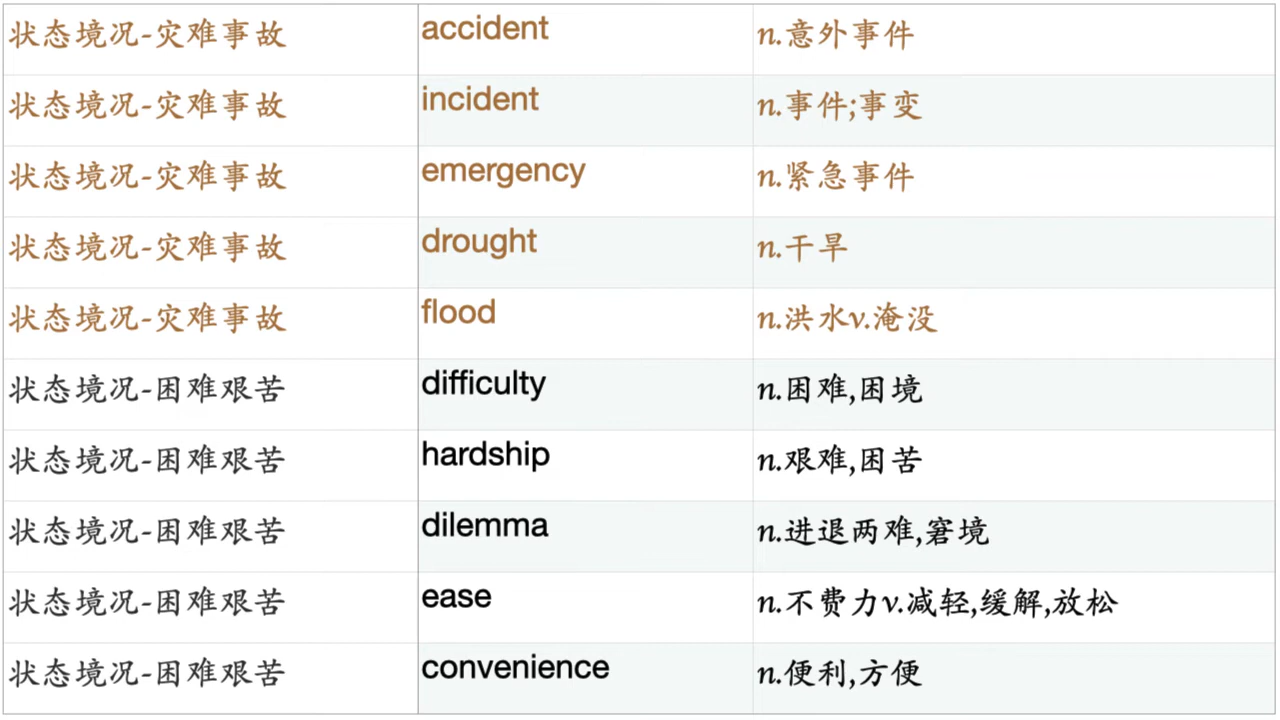 状态境况-灾难事故 accident n.意外事件
状态境况-灾难事故 incident n.事件;事变
状态境况-灾难事故 emergency n.紧急事件
状态境况-灾难事故 drought n.干旱
状态境况-灾难事故 flood n.洪水v.淹没
状态境况-困难艰苦 difficulty n.困难,困境
状态境况-困难艰苦 hardship n.艰难,困苦
状态境况-困难艰苦 dilemma n.进退两难,窘境
状态境况-困难艰苦 ease n.不费力v.减轻,缓解,放松
状态境况-困难艰苦 convenience n.便利,方便